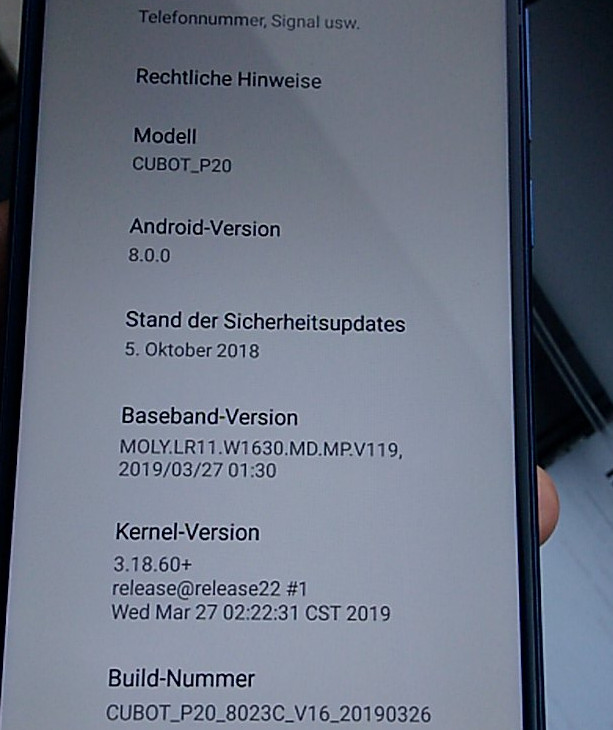 Telefonnummer, Signal usw.
Rechtliche Hinweise
Modell
CUBOT_P20
Android-Version
8.0.0
Stand der Sicherheitsupdates
5. Oktober 2018
Baseband-Version
MOLY.LR11.W1630.MD.MP.V119,
2019/03/27 01:30
Kernel-Version
3.18.60+
release@release22 #1
Wed Mar 27 02:22:31 CST 2019
Build-Nummer
CUBOT_P20_8023C_V16_20190326